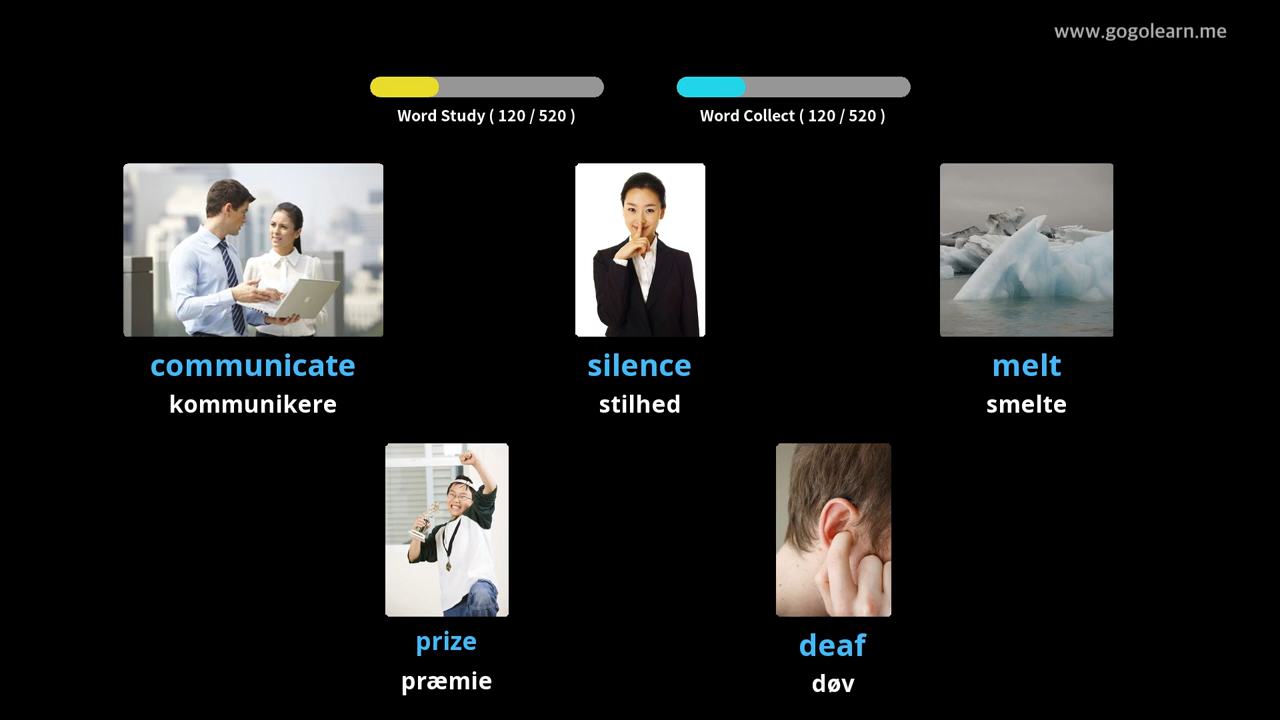 www.gogolearn.me
Word Study ( 120 / 520 )
Word Collect ( 120 / 520 )
communicate
kommunikere
silence
stilhed
melt
smelte
prize
præmie
deaf
døv